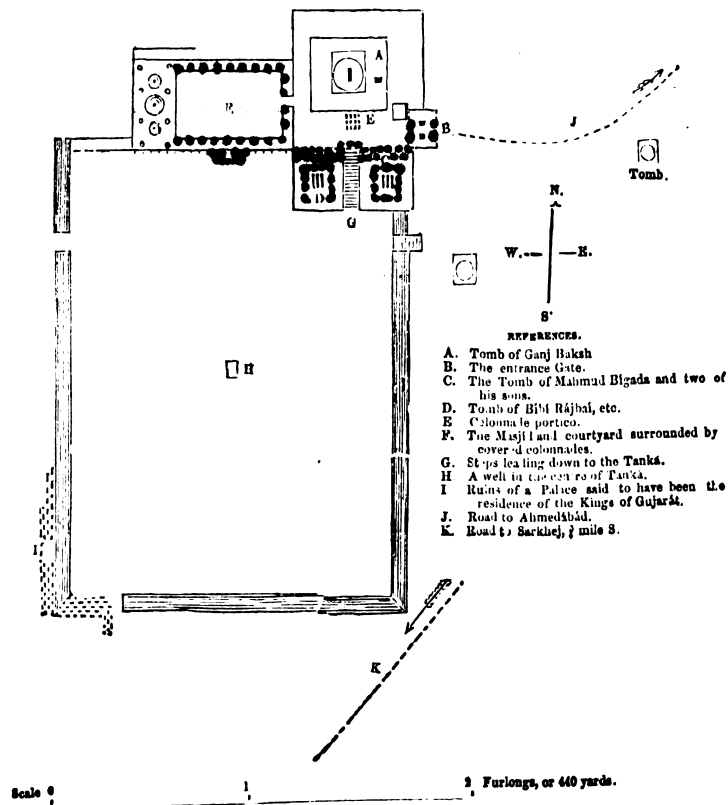 A
F
E
B
J
Tomb.
C
D
G
N.
W. E.
S
H
I
K
REFERENCES.
A. Tomb of Ganj Baksh
B. The entrance Gate.
C. The Tomb of Mahmud Bigada and two of
his sons.
D. Tomb of Bibi Rájbai, etc.
E Colonnade portico.
F. The Masjid and courtyard surrounded by
covered colonnades.
G. Steps leading down to the Tanká.
H A well in the centre of Tanká.
I Ruins of a Palace said to have been the
residence of the Kings of Gujarát.
J. Road to Ahmedábád.
K. Road to Sarkhej, ¾ mile S.
Scale 0 1 2 Furlongs, or 440 yards.